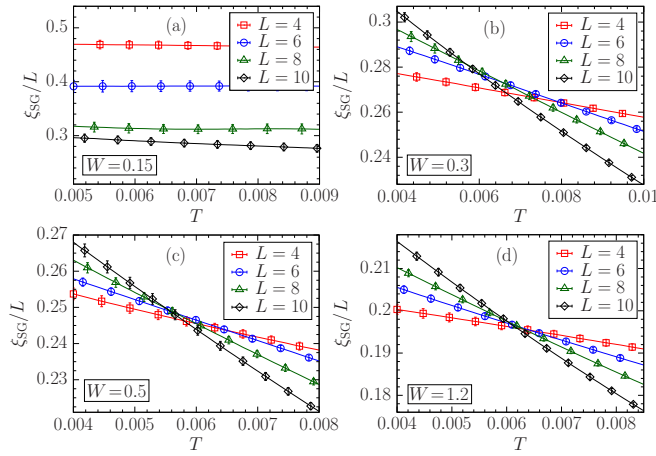 (a)
L = 4
L = 6
L = 8
L = 10
W = 0.15
ξSG/L
0.5
0.4
0.3
0.005 0.006 0.007 0.008 0.009
T
(b)
L = 4
L = 6
L = 8
L = 10
W = 0.3
ξSG/L
0.3
0.28
0.26
0.24
0.004 0.006 0.008 0.01
T
(c)
L = 4
L = 6
L = 8
L = 10
W = 0.5
ξSG/L
0.27
0.26
0.25
0.24
0.23
0.004 0.005 0.006 0.007 0.008
T
(d)
L = 4
L = 6
L = 8
L = 10
W = 1.2
ξSG/L
0.21
0.2
0.19
0.18
0.004 0.005 0.006 0.007 0.008
T